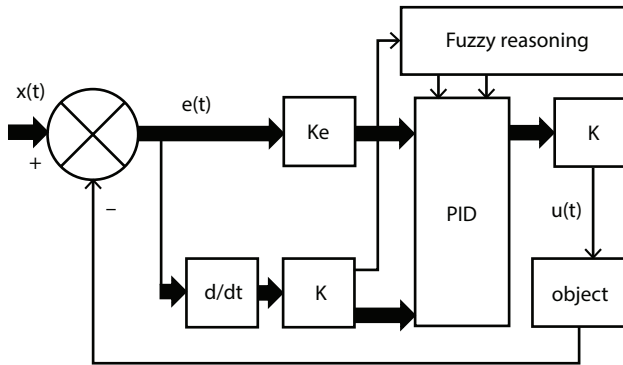 Fuzzy reasoning
x(t)
e(t)
+
Ke
K
−
PID
u(t)
d/dt
K
object